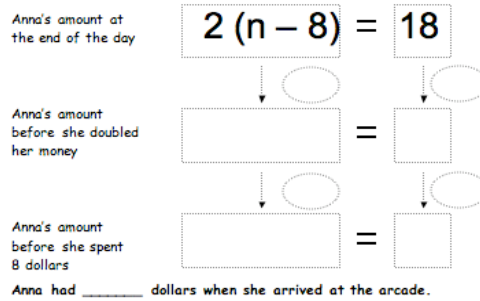 Anna's amount at
the end of the day
2 (n – 8) = 18
Anna's amount
before she doubled
her money
=
Anna's amount
before she spent
8 dollars
=
Anna had ________ dollars when she arrived at the arcade.